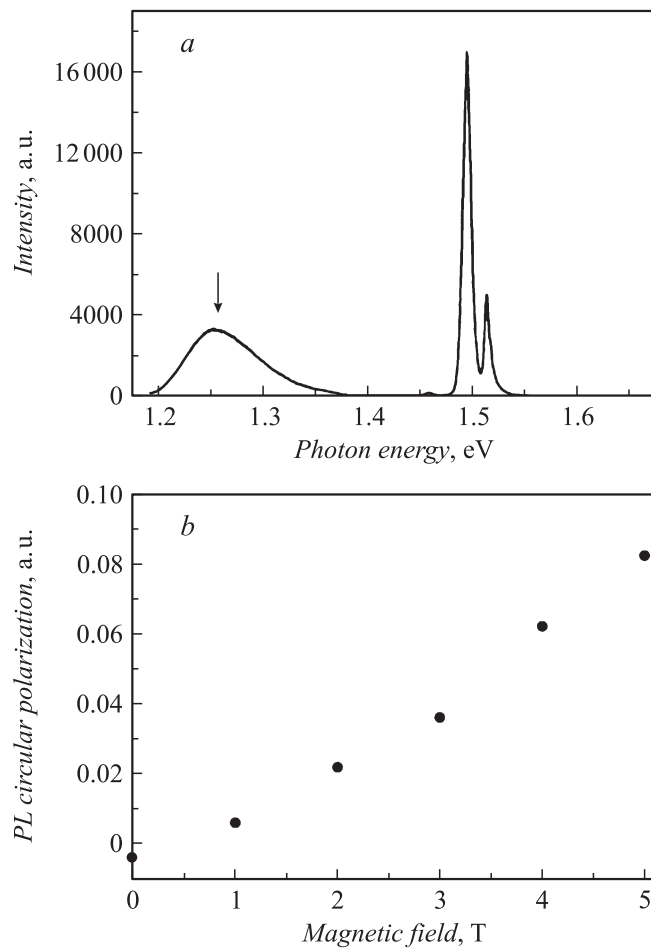 a
16 000
12 000
8000
4000
0
Intensity, a.u.
1.2 1.3 1.4 1.5 1.6
Photon energy, eV
b
0.10
0.08
0.06
0.04
0.02
0
PL circular polarization, a.u.
0 1 2 3 4 5
Magnetic field, T